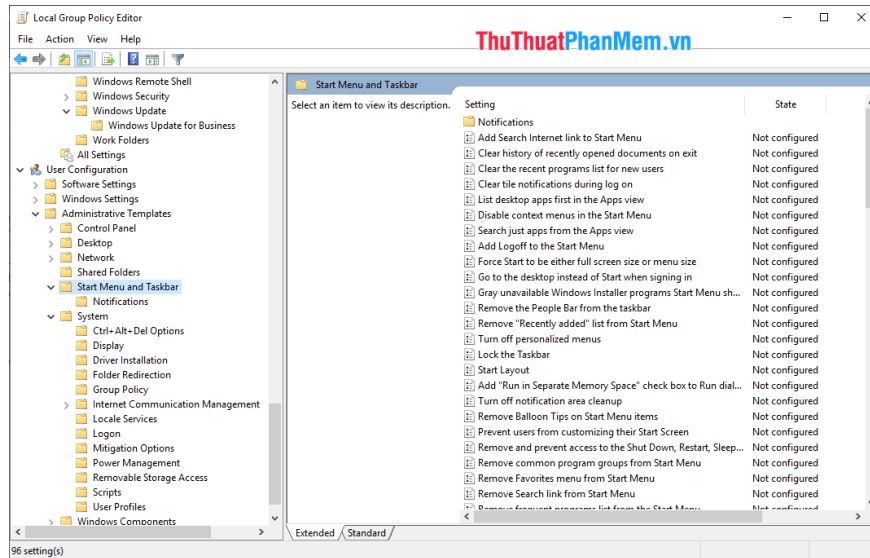 Local Group Policy Editor
File Action View Help
ThuThuatPhanMem.vn
Windows Remote Shell
Windows Security
Windows Update
Windows Update for Business
Work Folders
All Settings
User Configuration
Software Settings
Windows Settings
Administrative Templates
Control Panel
Desktop
Network
Shared Folders
Start Menu and Taskbar
Notifications
System
Ctrl+Alt+Del Options
Display
Driver Installation
Folder Redirection
Group Policy
Internet Communication Management
Locale Services
Logon
Mitigation Options
Power Management
Removable Storage Access
Scripts
User Profiles
Windows Components
Start Menu and Taskbar
Select an item to view its description.
Setting State
Notifications
Add Search Internet link to Start Menu Not configured
Clear history of recently opened documents on exit Not configured
Clear the recent programs list for new users Not configured
Clear tile notifications during log on Not configured
List desktop apps first in the Apps view Not configured
Disable context menus in the Start Menu Not configured
Search just apps from the Apps view Not configured
Add Logoff to the Start Menu Not configured
Force Start to be either full screen size or menu size Not configured
Go to the desktop instead of Start when signing in Not configured
Gray unavailable Windows Installer programs Start Menu sh... Not configured
Remove the People Bar from the taskbar Not configured
Remove "Recently added" list from Start Menu Not configured
Turn off personalized menus Not configured
Lock the Taskbar Not configured
Start Layout Not configured
Add "Run in Separate Memory Space" check box to Run dial... Not configured
Turn off notification area cleanup Not configured
Remove Balloon Tips on Start Menu items Not configured
Prevent users from customizing their Start Screen Not configured
Remove and prevent access to the Shut Down, Restart, Sleep... Not configured
Remove common program groups from Start Menu Not configured
Remove Favorites menu from Start Menu Not configured
Remove Search link from Start Menu Not configured
Remove frequent programs list from the Start Menu Not configured
Extended Standard
96 setting(s)